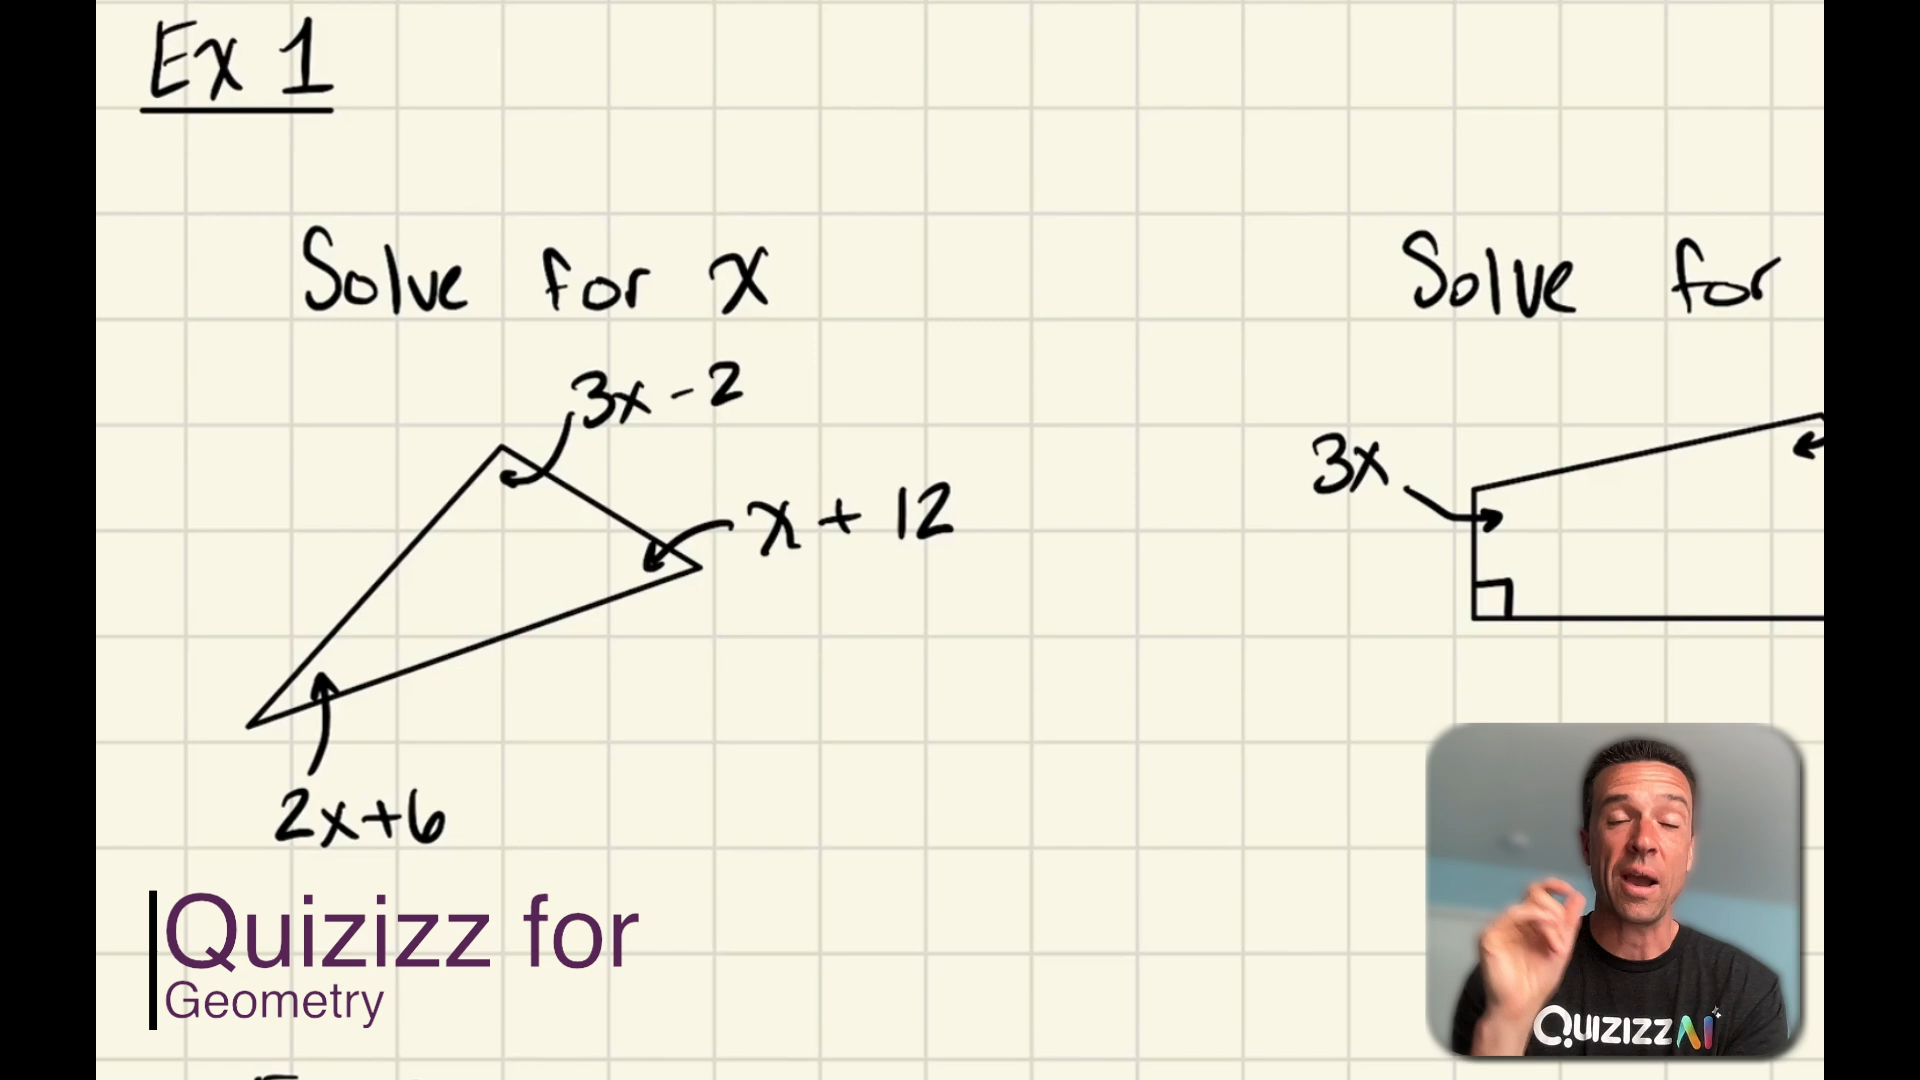 Ex 1
Solve for x
3x - 2
x + 12
2x+6
Solve for
3x
Quizizz for
Geometry
QUIZIZZ AI